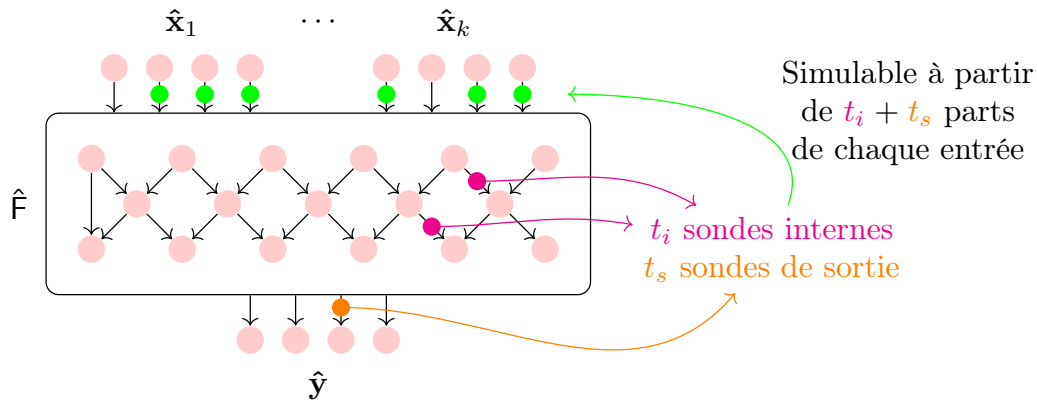 x̂₁ ⋯ x̂ₖ
Simulable à partir
de tᵢ + tₛ parts
de chaque entrée
F̂
tᵢ sondes internes
tₛ sondes de sortie
ŷ